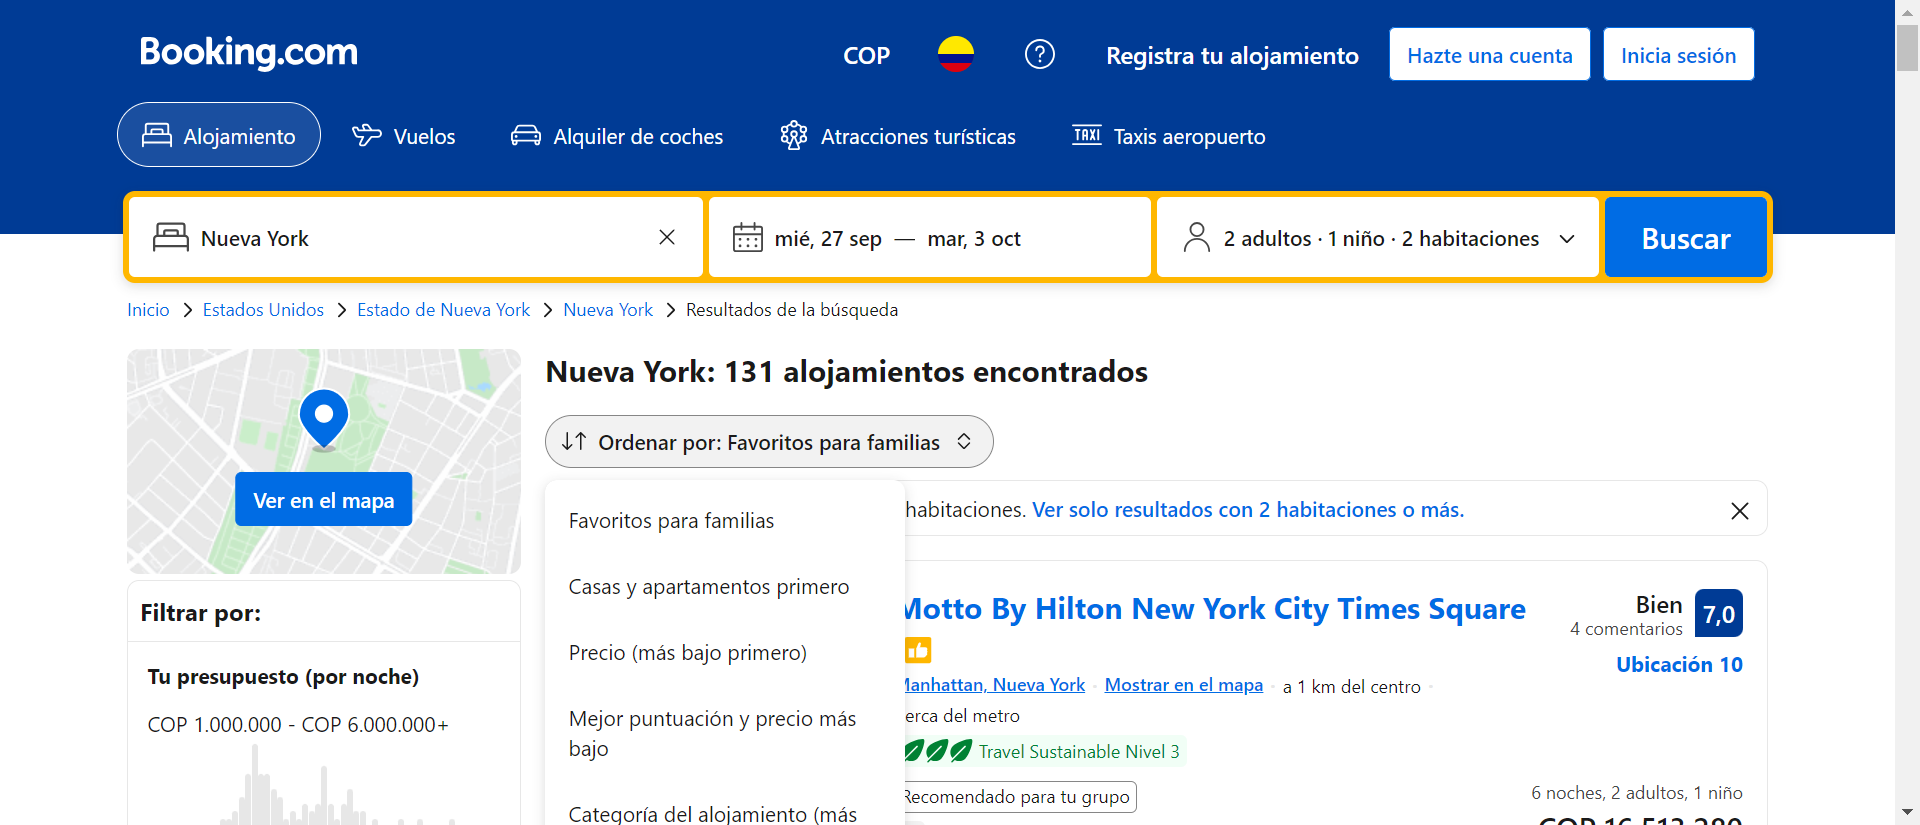 Booking.com
COP
?
Registra tu alojamiento
Hazte una cuenta
Inicia sesión
Alojamiento
Vuelos
Alquiler de coches
Atracciones turísticas
TAXI
Taxis aeropuerto
Nueva York
mié, 27 sep — mar, 3 oct
2 adultos · 1 niño · 2 habitaciones
Buscar
Inicio
Estados Unidos
Estado de Nueva York
Nueva York
Resultados de la búsqueda
Ver en el mapa
Nueva York: 131 alojamientos encontrados
Ordenar por: Favoritos para familias
Favoritos para familias
Casas y apartamentos primero
Precio (más bajo primero)
Mejor puntuación y precio más
bajo
Categoría del alojamiento (más
habitaciones. Ver solo resultados con 2 habitaciones o más.
Filtrar por:
Tu presupuesto (por noche)
COP 1.000.000 - COP 6.000.000+
Motto By Hilton New York City Times Square
Bien
4 comentarios
7,0
Ubicación 10
Manhattan, Nueva York
Mostrar en el mapa
a 1 km del centro
erca del metro
Travel Sustainable Nivel 3
Recomendado para tu grupo
6 noches, 2 adultos, 1 niño
COP 16.513.280